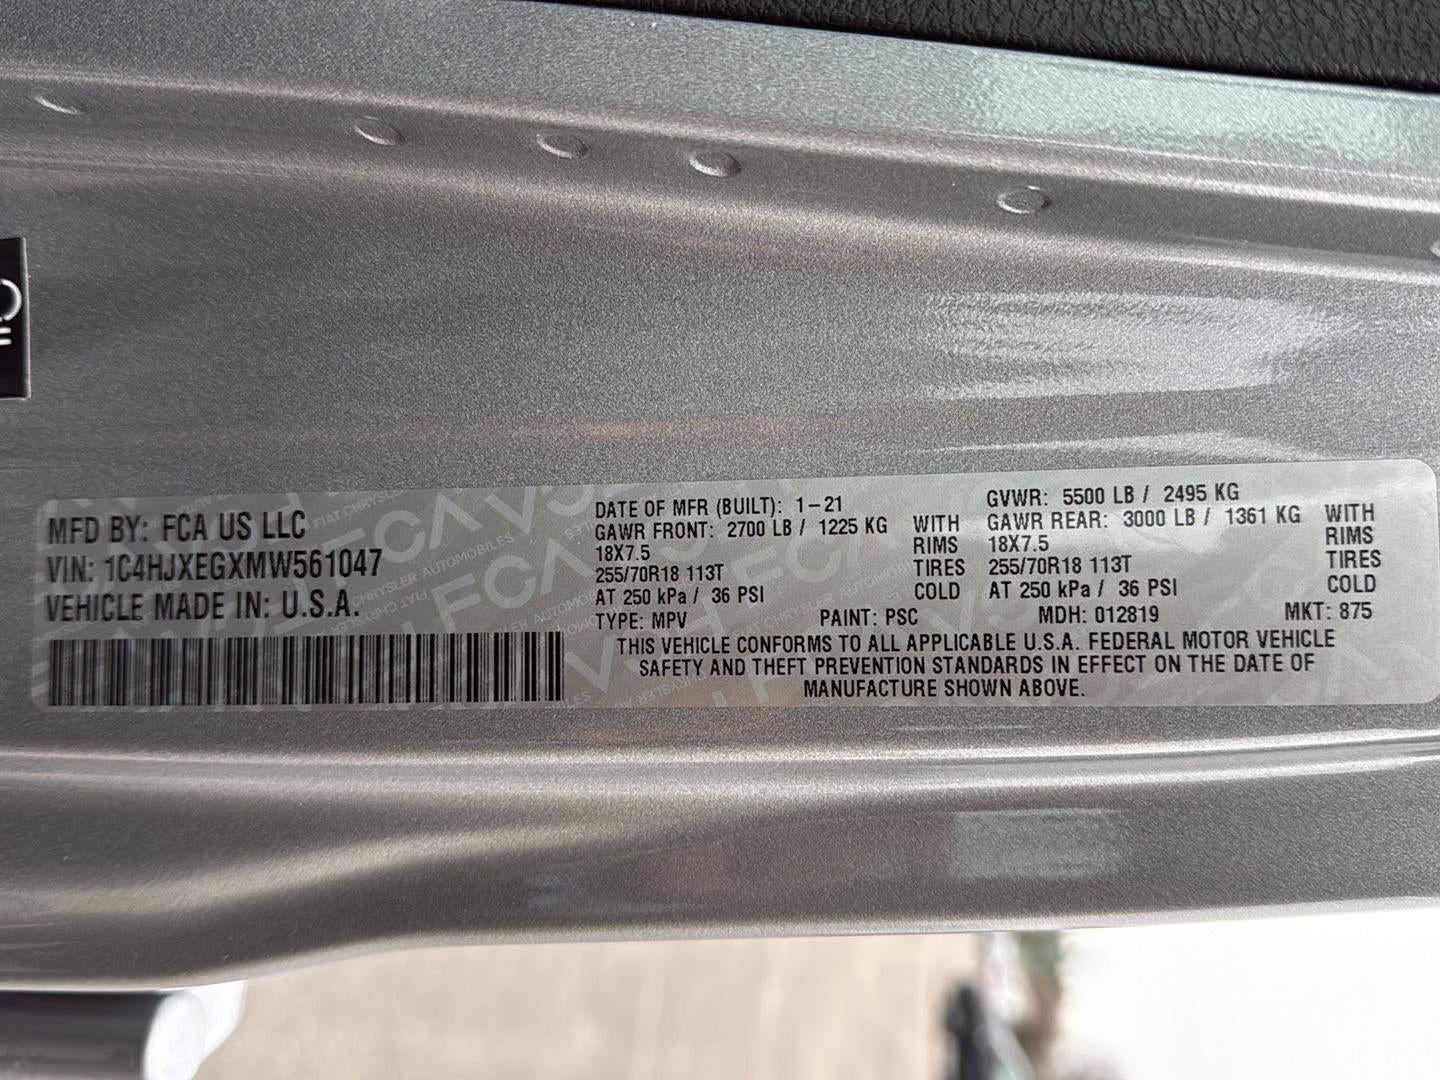 MFD BY: FCA US LLC
VIN: 1C4HJXEGXMW561047
VEHICLE MADE IN: U.S.A.
DATE OF MFR (BUILT): 1-21
GAWR FRONT: 2700 LB / 1225 KG WITH
18X7.5 RIMS
255/70R18 113T TIRES
AT 250 kPa / 36 PSI COLD
GVWR: 5500 LB / 2495 KG
GAWR REAR: 3000 LB / 1361 KG WITH
18X7.5 RIMS
255/70R18 113T TIRES
AT 250 kPa / 36 PSI COLD
TYPE: MPV PAINT: PSC MDH: 012819 MKT: 875
THIS VEHICLE CONFORMS TO ALL APPLICABLE U.S.A. FEDERAL MOTOR VEHICLE
SAFETY AND THEFT PREVENTION STANDARDS IN EFFECT ON THE DATE OF
MANUFACTURE SHOWN ABOVE.